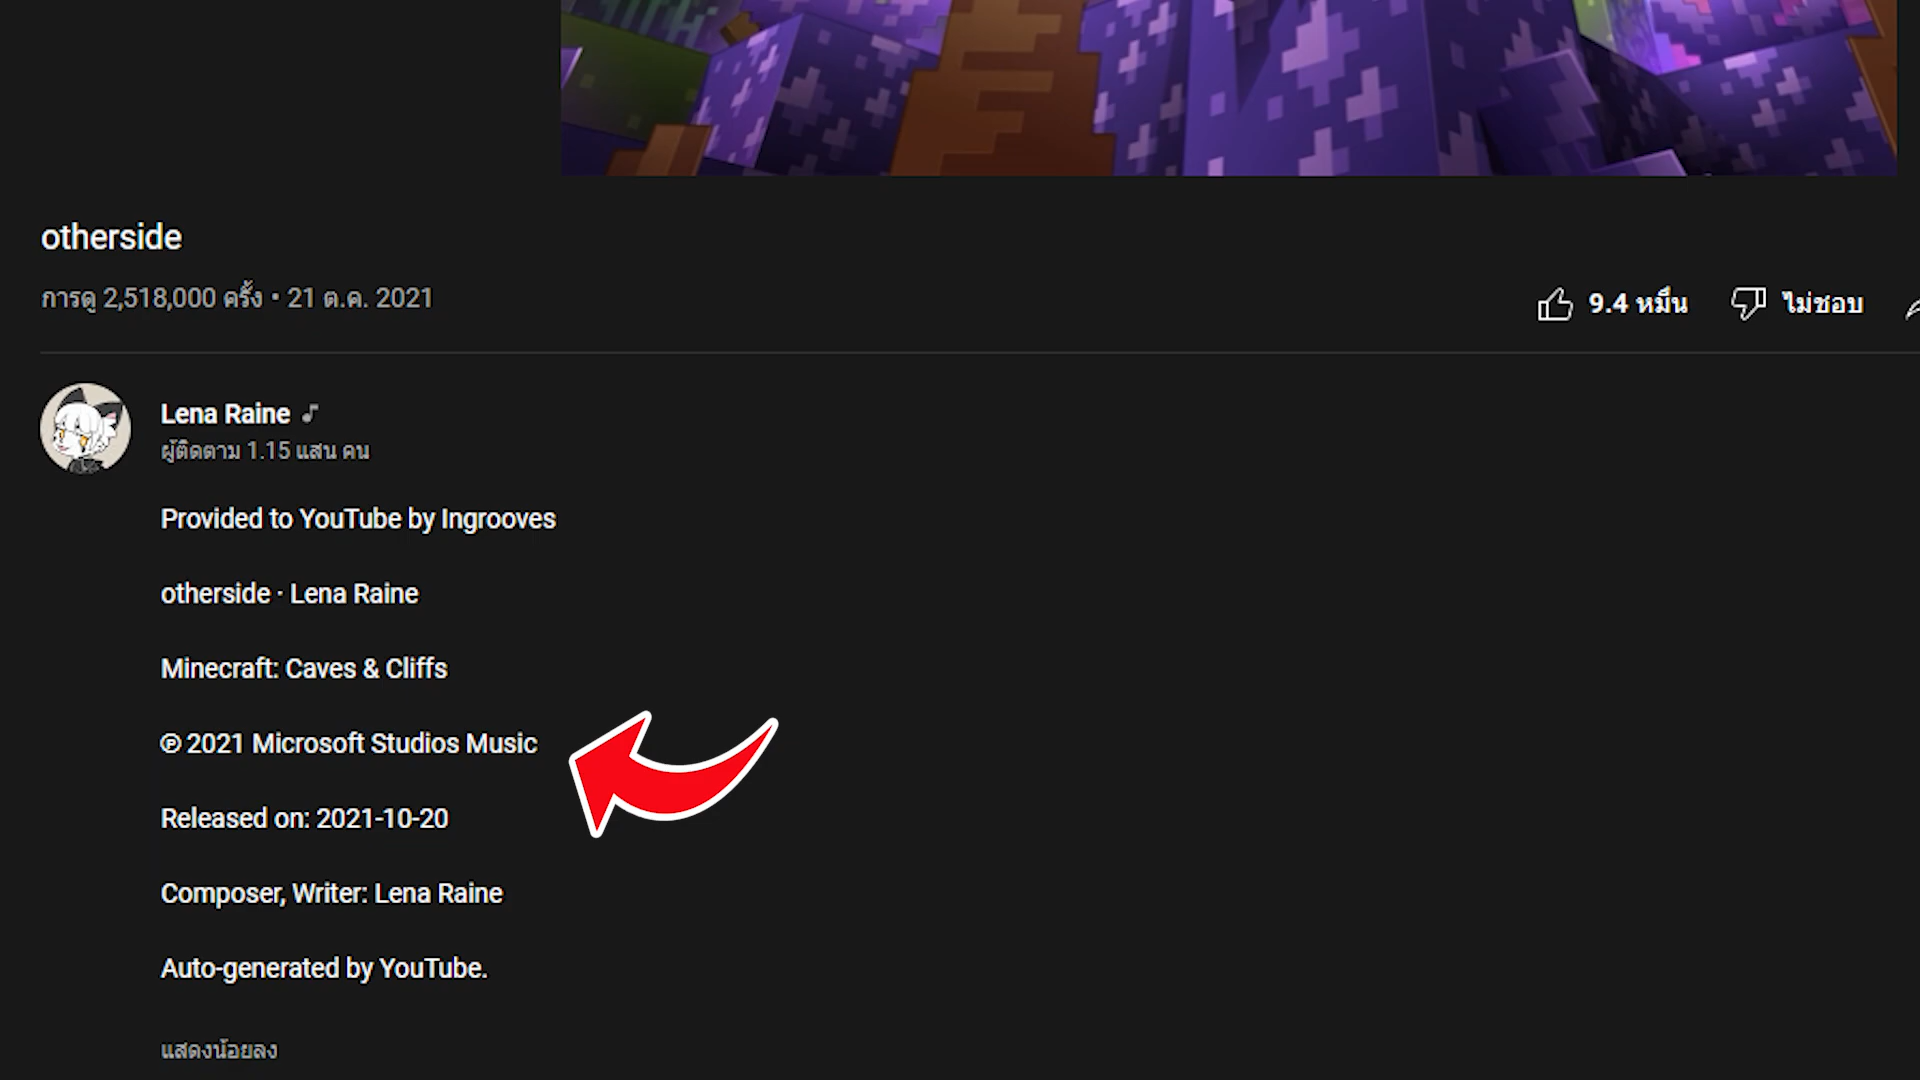 otherside
การดู 2,518,000 ครั้ง • 21 ต.ค. 2021
9.4 หมื่น
ไม่ชอบ
Lena Raine
ผู้ติดตาม 1.15 แสน คน
Provided to YouTube by Ingrooves
otherside · Lena Raine
Minecraft: Caves & Cliffs
℗ 2021 Microsoft Studios Music
Released on: 2021-10-20
Composer, Writer: Lena Raine
Auto-generated by YouTube.
แสดงน้อยลง